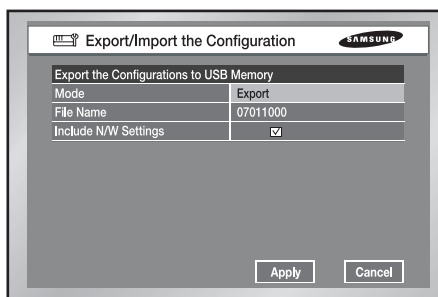 Export/Import the Configuration
SAMSUNG
Export the Configurations to USB Memory
Mode Export
File Name 07011000
Include N/W Settings
Apply Cancel